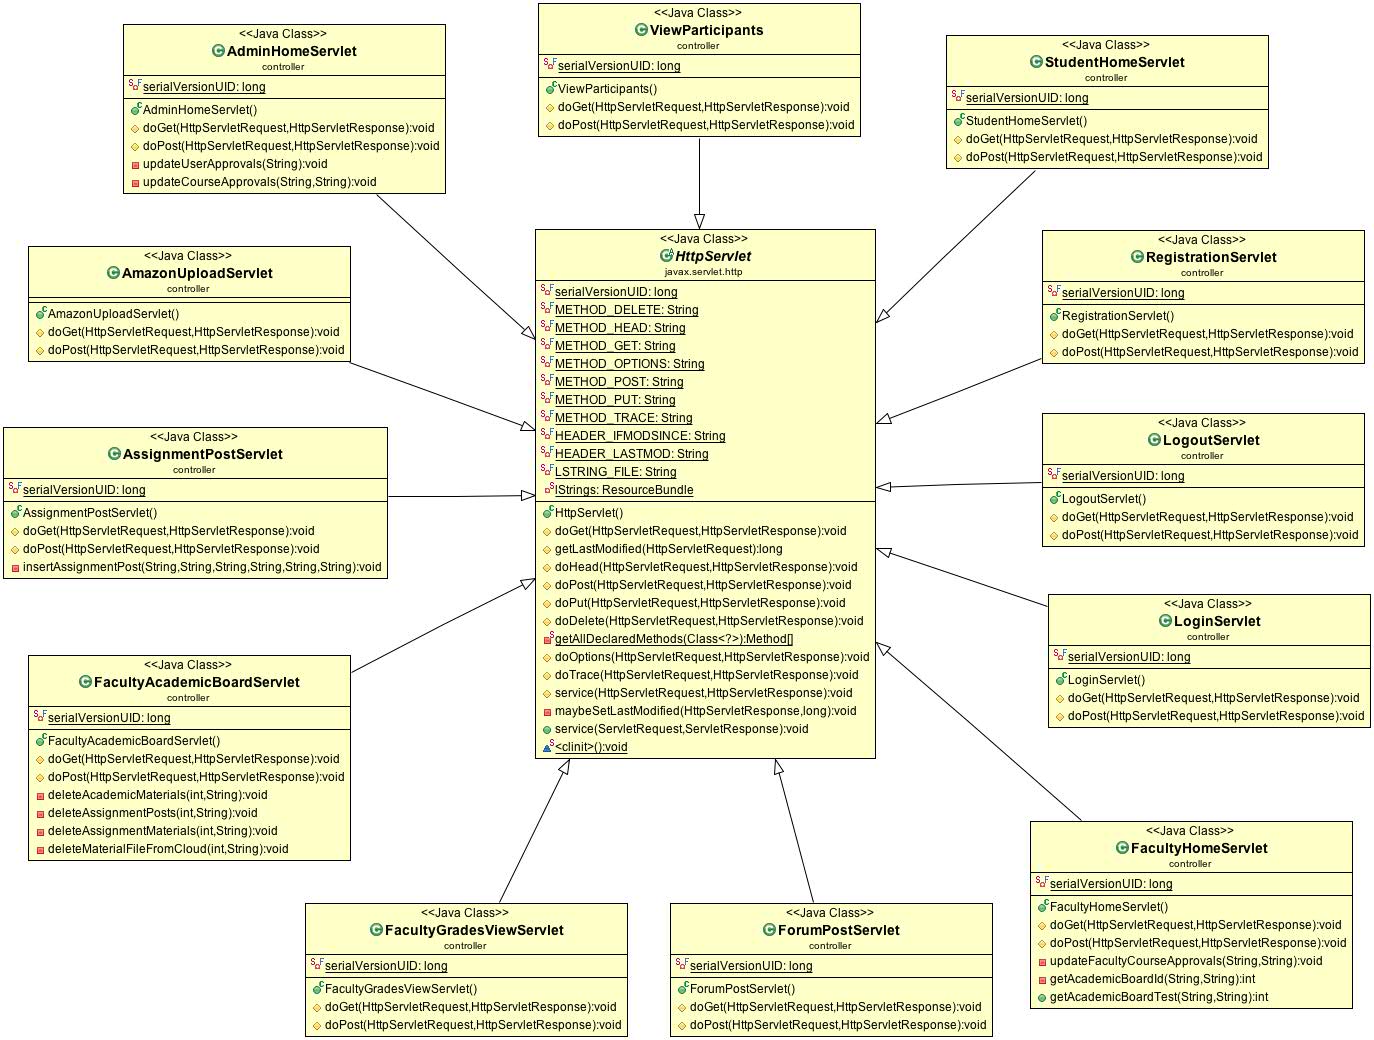 <<Java Class>>
AdminHomeServlet
controller
serialVersionUID: long
AdminHomeServlet()
doGet(HttpServletRequest,HttpServletResponse):void
doPost(HttpServletRequest,HttpServletResponse):void
updateUserApprovals(String):void
updateCourseApprovals(String,String):void
<<Java Class>>
ViewParticipants
controller
serialVersionUID: long
ViewParticipants()
doGet(HttpServletRequest,HttpServletResponse):void
doPost(HttpServletRequest,HttpServletResponse):void
<<Java Class>>
StudentHomeServlet
controller
serialVersionUID: long
StudentHomeServlet()
doGet(HttpServletRequest,HttpServletResponse):void
doPost(HttpServletRequest,HttpServletResponse):void
<<Java Class>>
AmazonUploadServlet
controller
AmazonUploadServlet()
doGet(HttpServletRequest,HttpServletResponse):void
doPost(HttpServletRequest,HttpServletResponse):void
<<Java Class>>
HttpServlet
javax.servlet.http
serialVersionUID: long
METHOD_DELETE: String
METHOD_HEAD: String
METHOD_GET: String
METHOD_OPTIONS: String
METHOD_POST: String
METHOD_PUT: String
METHOD_TRACE: String
HEADER_IFMODSINCE: String
HEADER_LASTMOD: String
LSTRING_FILE: String
lStrings: ResourceBundle
HttpServlet()
doGet(HttpServletRequest,HttpServletResponse):void
getLastModified(HttpServletRequest):long
doHead(HttpServletRequest,HttpServletResponse):void
doPost(HttpServletRequest,HttpServletResponse):void
doPut(HttpServletRequest,HttpServletResponse):void
doDelete(HttpServletRequest,HttpServletResponse):void
getAllDeclaredMethods(Class<?>):Method[]
doOptions(HttpServletRequest,HttpServletResponse):void
doTrace(HttpServletRequest,HttpServletResponse):void
service(HttpServletRequest,HttpServletResponse):void
maybeSetLastModified(HttpServletResponse,long):void
service(ServletRequest,ServletResponse):void
<clinit>():void
<<Java Class>>
RegistrationServlet
controller
serialVersionUID: long
RegistrationServlet()
doGet(HttpServletRequest,HttpServletResponse):void
doPost(HttpServletRequest,HttpServletResponse):void
<<Java Class>>
AssignmentPostServlet
controller
serialVersionUID: long
AssignmentPostServlet()
doGet(HttpServletRequest,HttpServletResponse):void
doPost(HttpServletRequest,HttpServletResponse):void
insertAssignmentPost(String,String,String,String,String,String):void
<<Java Class>>
LogoutServlet
controller
serialVersionUID: long
LogoutServlet()
doGet(HttpServletRequest,HttpServletResponse):void
doPost(HttpServletRequest,HttpServletResponse):void
<<Java Class>>
LoginServlet
controller
serialVersionUID: long
LoginServlet()
doGet(HttpServletRequest,HttpServletResponse):void
doPost(HttpServletRequest,HttpServletResponse):void
<<Java Class>>
FacultyAcademicBoardServlet
controller
serialVersionUID: long
FacultyAcademicBoardServlet()
doGet(HttpServletRequest,HttpServletResponse):void
doPost(HttpServletRequest,HttpServletResponse):void
deleteAcademicMaterials(int,String):void
deleteAssignmentPosts(int,String):void
deleteAssignmentMaterials(int,String):void
deleteMaterialFileFromCloud(int,String):void
<<Java Class>>
FacultyHomeServlet
controller
serialVersionUID: long
FacultyHomeServlet()
doGet(HttpServletRequest,HttpServletResponse):void
doPost(HttpServletRequest,HttpServletResponse):void
updateFacultyCourseApprovals(String,String):void
getAcademicBoardId(String,String):int
getAcademicBoardTest(String,String):int
<<Java Class>>
FacultyGradesViewServlet
controller
serialVersionUID: long
FacultyGradesViewServlet()
doGet(HttpServletRequest,HttpServletResponse):void
doPost(HttpServletRequest,HttpServletResponse):void
<<Java Class>>
ForumPostServlet
controller
serialVersionUID: long
ForumPostServlet()
doGet(HttpServletRequest,HttpServletResponse):void
doPost(HttpServletRequest,HttpServletResponse):void